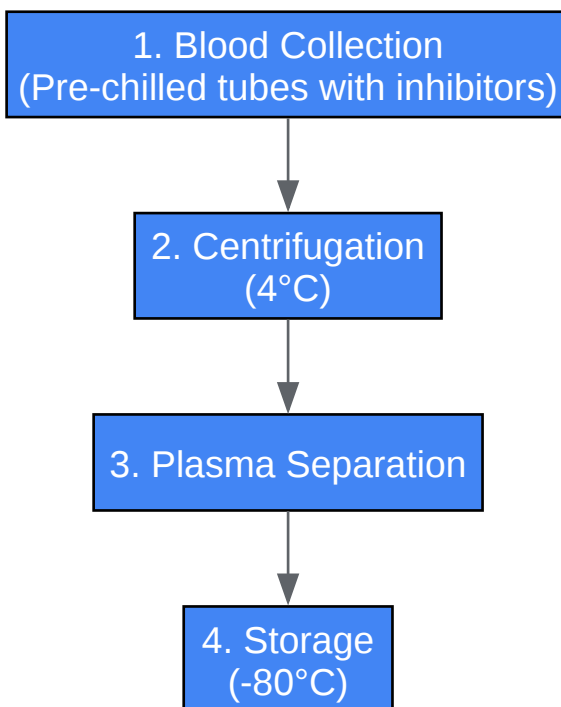 1. Blood Collection
(Pre-chilled tubes with inhibitors)
2. Centrifugation
(4°C)
3. Plasma Separation
4. Storage
(-80°C)